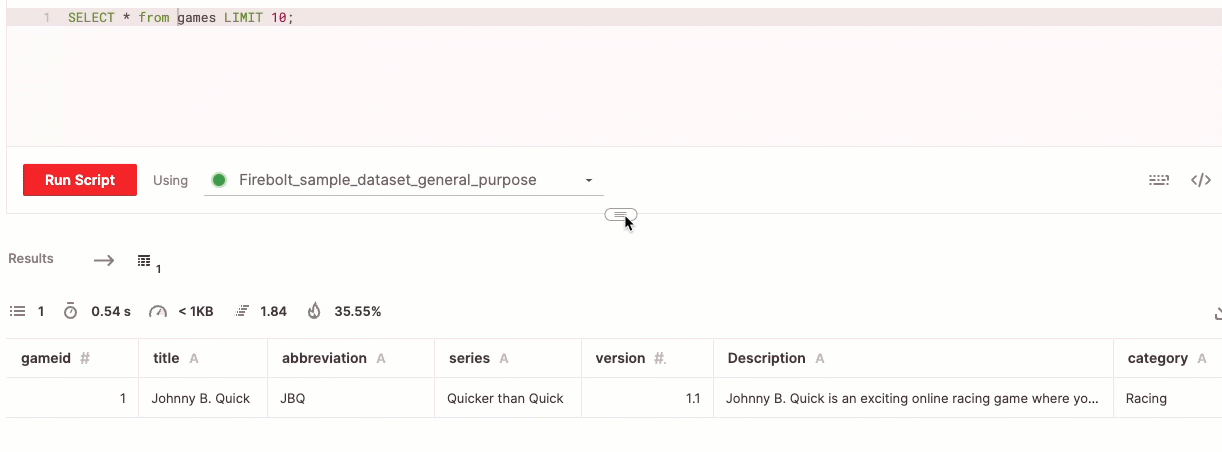 1 SELECT * from games LIMIT 10;
Run Script Using Firebolt_sample_dataset_general_purpose </>
Results 1
1 0.54 s < 1KB 1.84 35.55%
gameid # title A abbreviation A series A version #. Description A category A
1 Johnny B. Quick JBQ Quicker than Quick 1.1 Johnny B. Quick is an exciting online racing game where yo... Racing